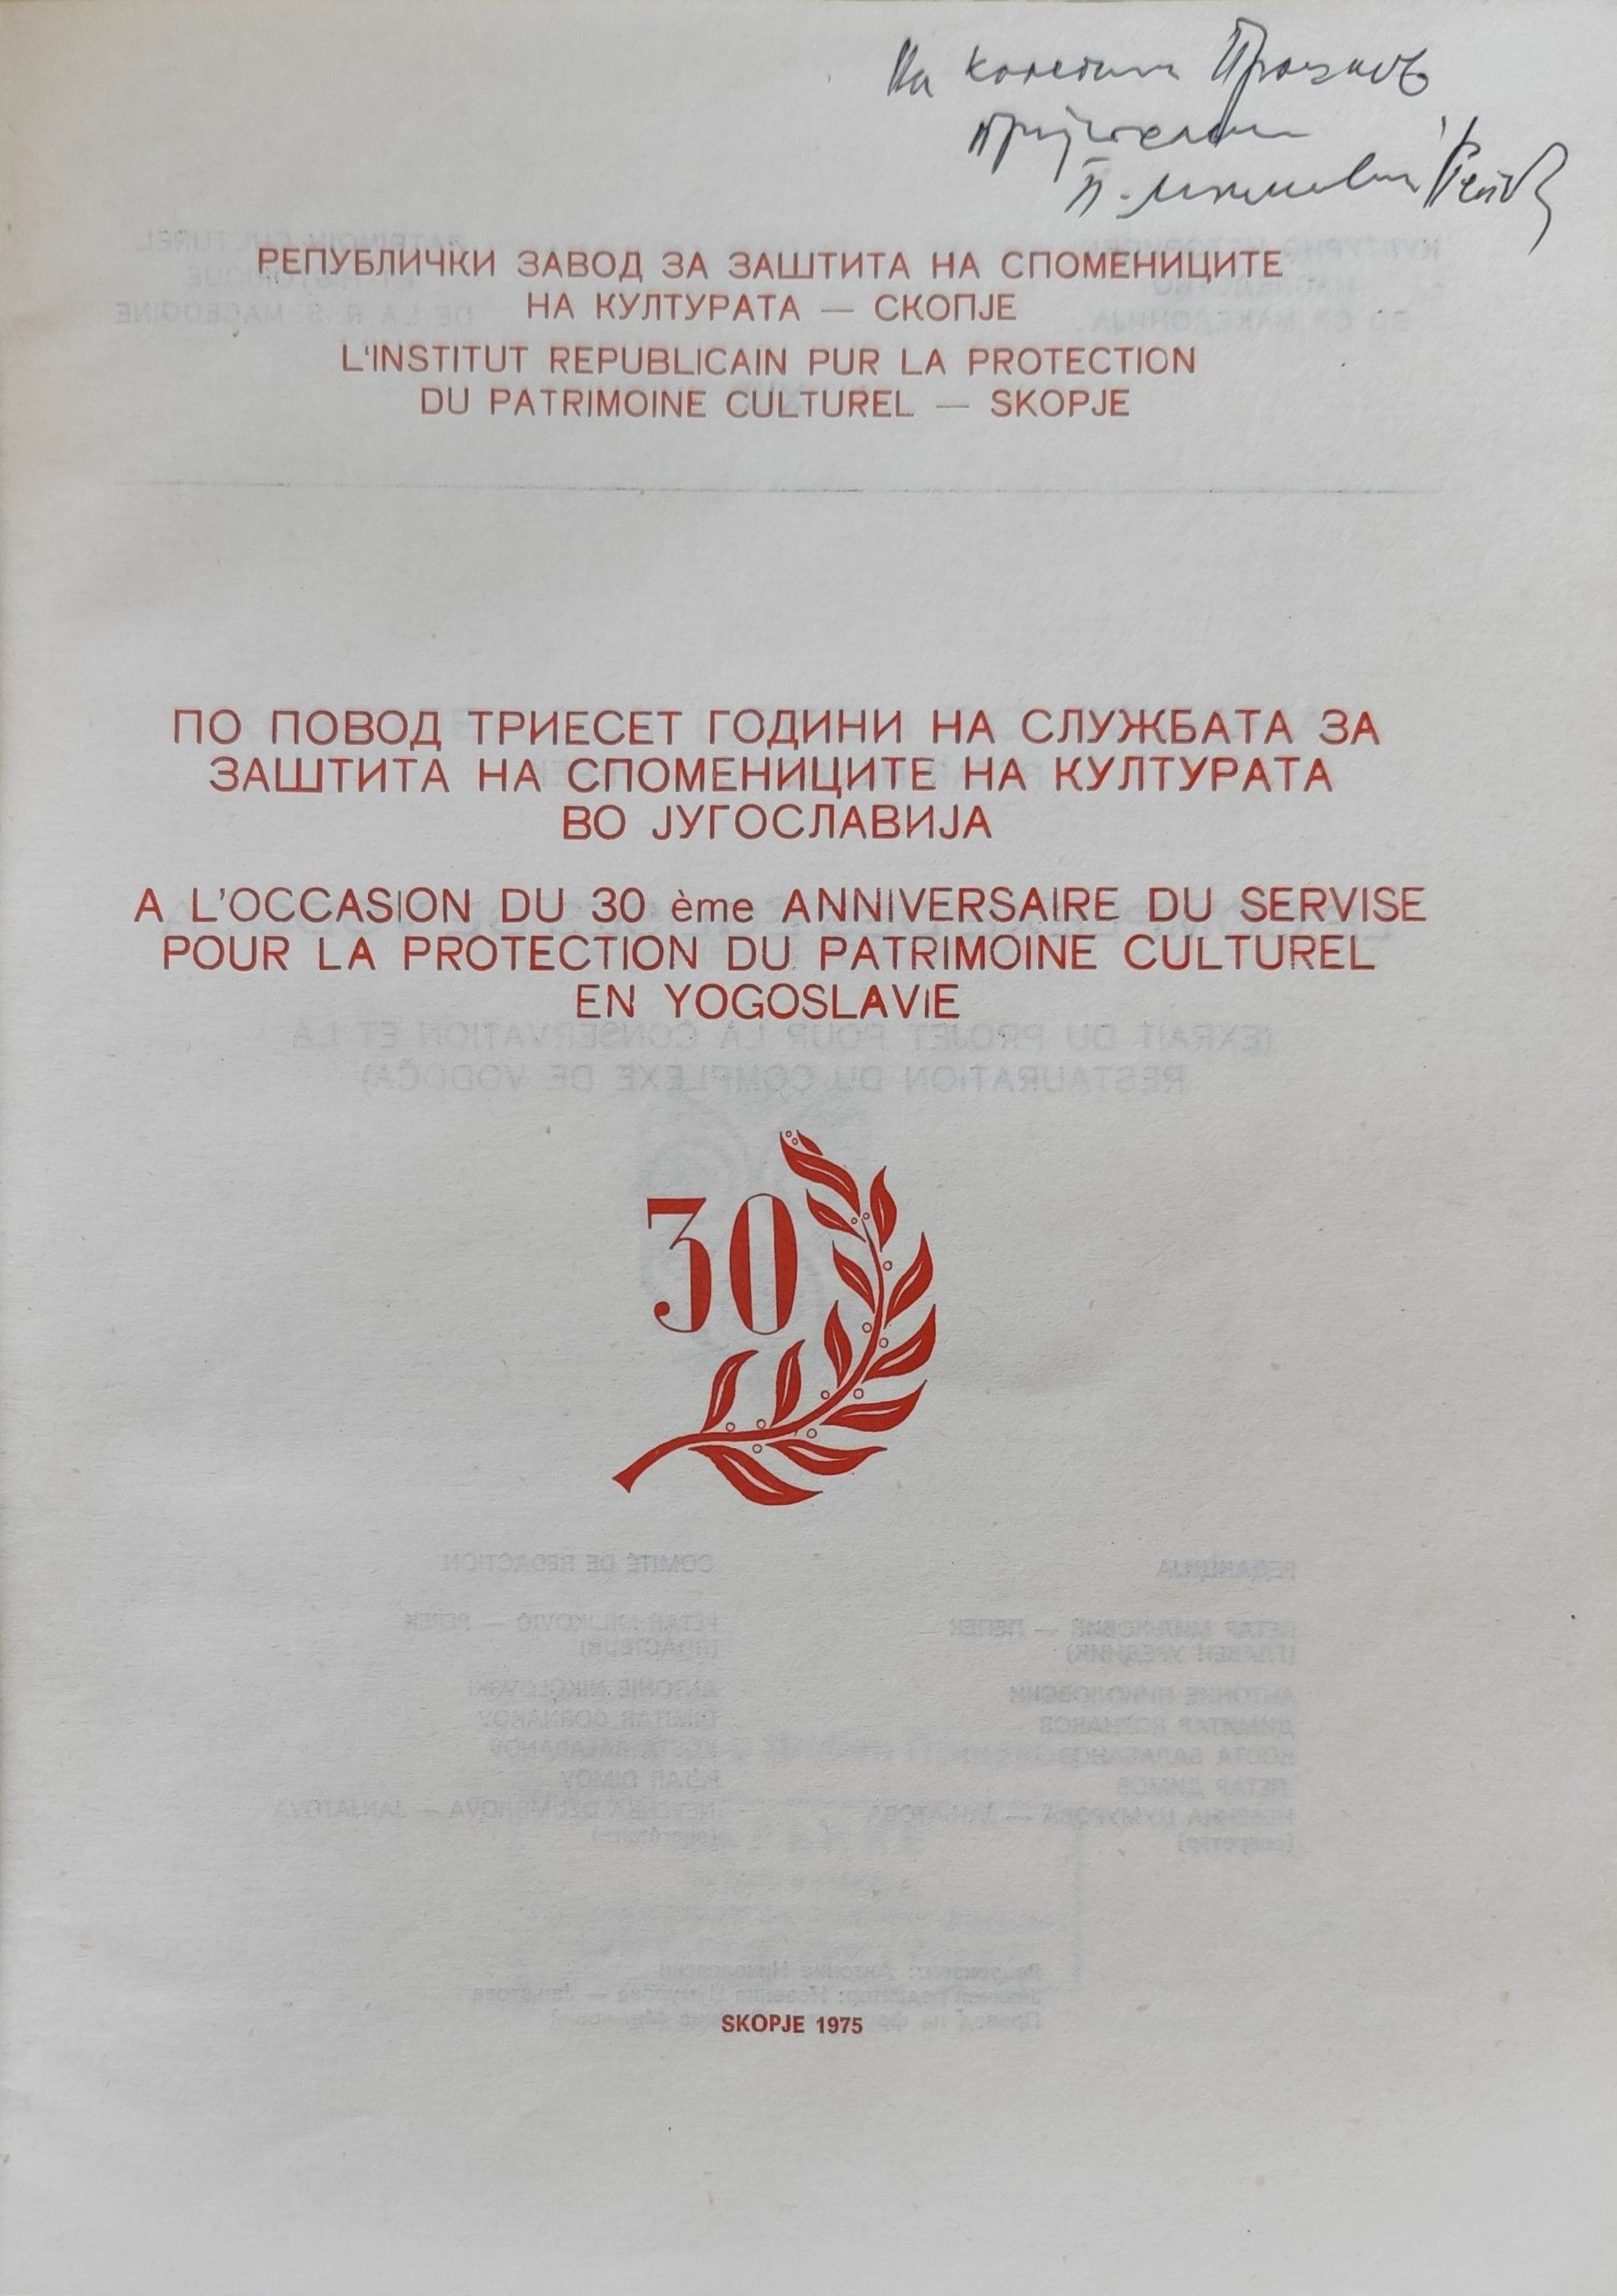 На
РЕПУБЛИЧКИ ЗАВОД ЗА ЗАШТИТА НА СПОМЕНИЦИТЕ
НА КУЛТУРАТА — СКОПЈЕ
L'INSTITUT REPUBLICAIN PUR LA PROTECTION
DU PATRIMOINE CULTUREL — SKOPJE
ПО ПОВОД ТРИЕСЕТ ГОДИНИ НА СЛУЖБАТА ЗА
ЗАШТИТА НА СПОМЕНИЦИТЕ НА КУЛТУРАТА
ВО ЈУГОСЛАВИЈА
A L'OCCASION DU 30 ème ANNIVERSAIRE DU SERVISE
POUR LA PROTECTION DU PATRIMOINE CULTUREL
EN YOGOSLAVIE
30
SKOPJE 1975